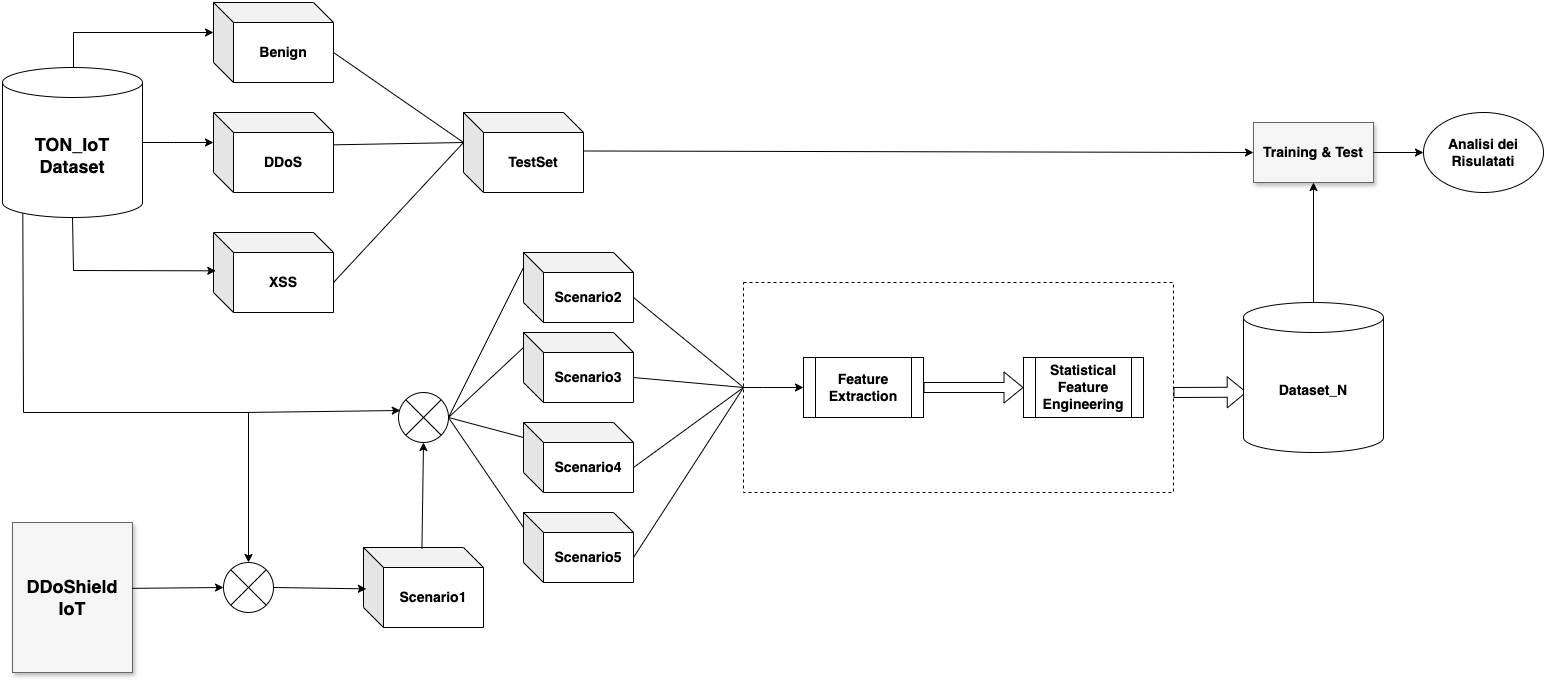 Benign
TON_IoT
Dataset
DDoS
TestSet
Training & Test
Analisi dei
Risulatati
XSS
Scenario2
Scenario3
Feature
Extraction
Statistical
Feature
Engineering
Dataset_N
Scenario4
Scenario5
DDoShield
IoT
Scenario1